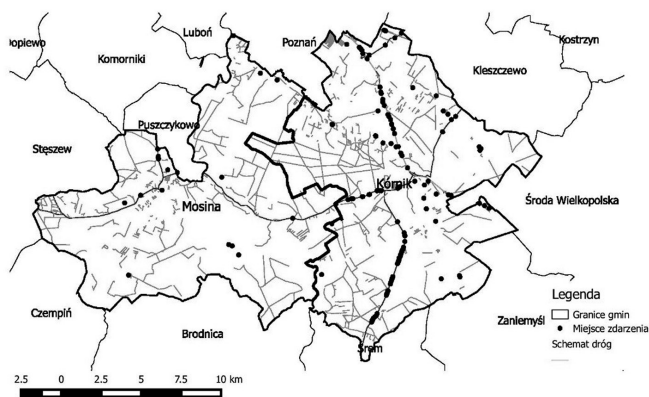 Luboń
Poznań
Kostrzyn
Dopiewo
Komorniki
Kleszczewo
Puszczykowo
Stęszew
Kórnik
Środa Wielkopolska
Mosina
Legenda
Granice gmin
Miejsce zdarzenia
Schemat dróg
Czempiń
Zaniemyśl
Brodnica
Śrem
2.5 0 2.5 5 7.5 10 km